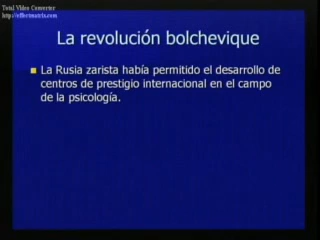 Total Video Converter
http://effectmatrix.com
La revolución bolchevique
La Rusia zarista había permitido el desarrollo de
centros de prestigio internacional en el campo
de la psicología.